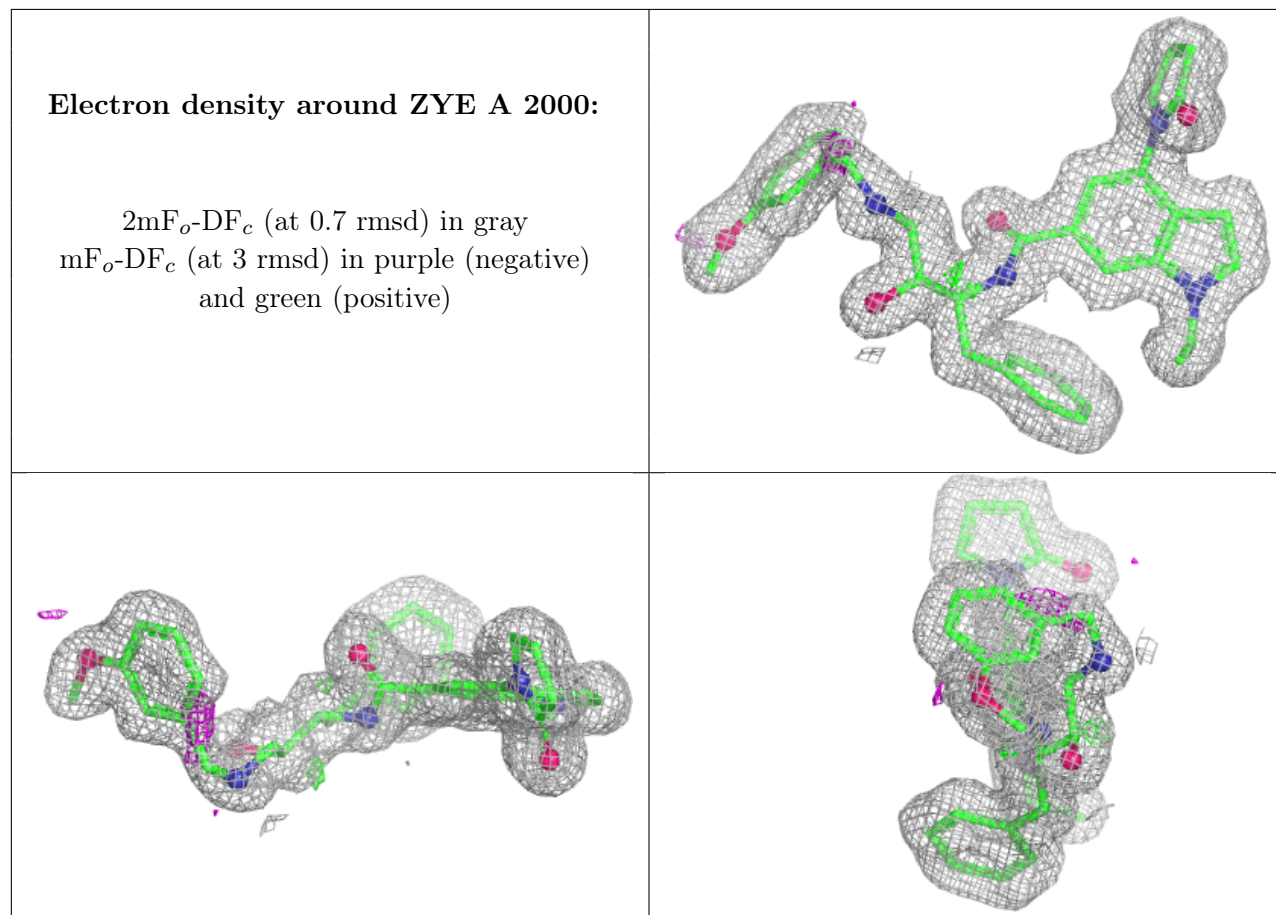 Electron density around ZYE A 2000:
2mFₒ-DF𝒸 (at 0.7 rmsd) in gray
mFₒ-DF𝒸 (at 3 rmsd) in purple (negative)
and green (positive)